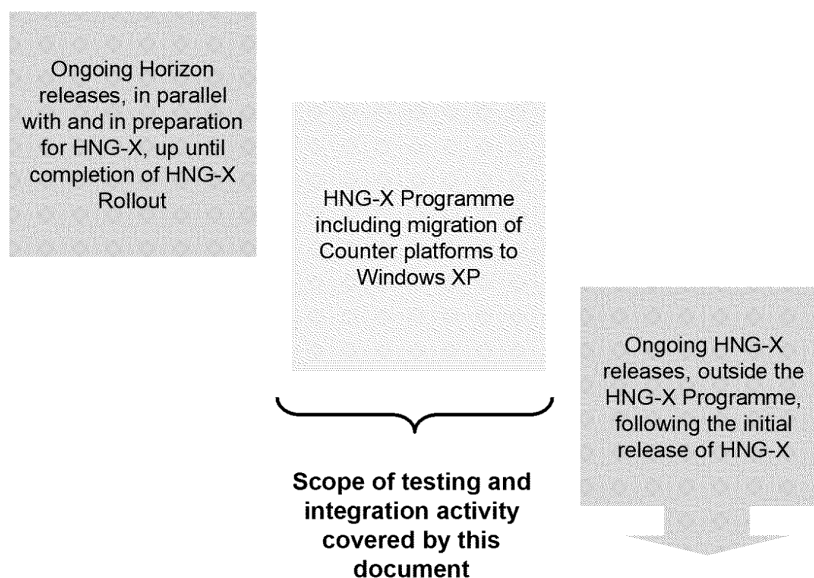 Ongoing Horizon
releases, in parallel
with and in preparation
for HNG-X, up until
completion of HNG-X
Rollout
HNG-X Programme
including migration of
Counter platforms to
Windows XP
Ongoing HNG-X
releases, outside the
HNG-X Programme,
following the initial
release of HNG-X
Scope of testing and
integration activity
covered by this
document